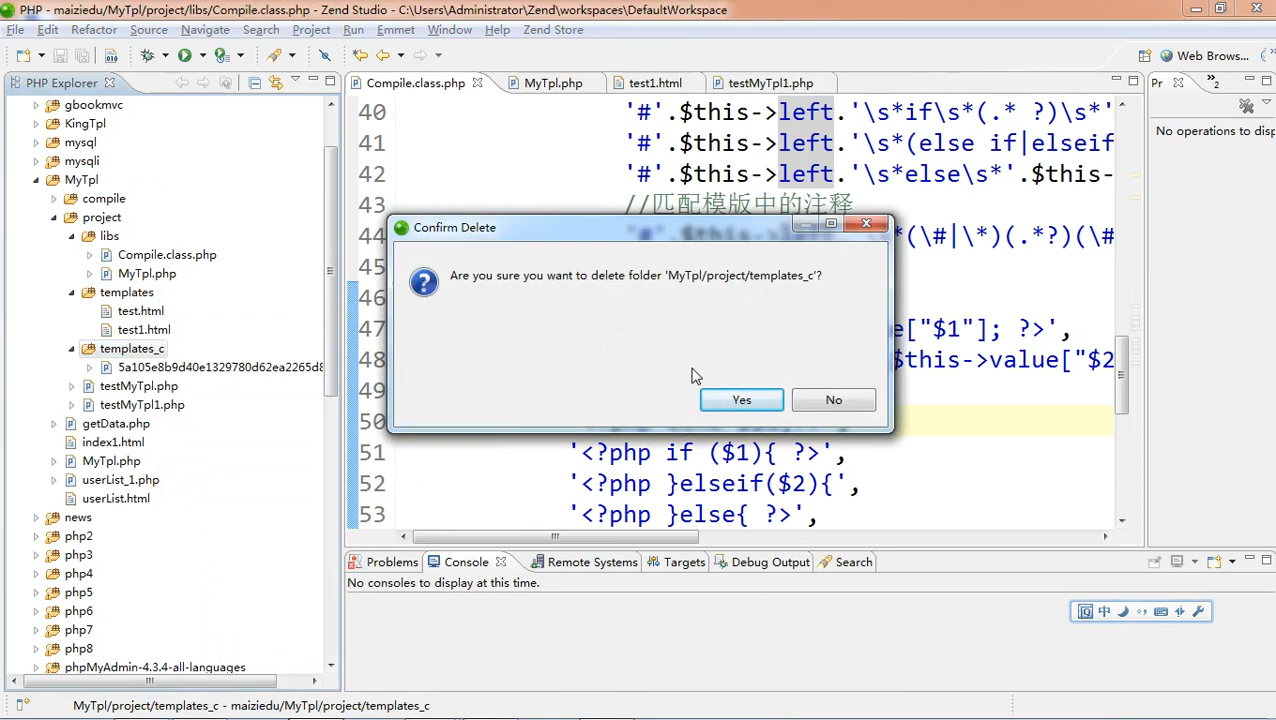 PHP - maiziedu/MyTpl/project/libs/Compile.class.php - Zend Studio - C:\Users\Administrator\Zend\workspaces\DefaultWorkspace
File Edit Refactor Source Navigate Search Project Run Emmet Window Help Zend Store
Web Brows...
PHP Explorer
Compile.class.php MyTpl.php test1.html testMyTpl1.php
Pr
»2
gbookmvc
KingTpl
mysql
mysqli
MyTpl
compile
project
libs
Compile.class.php
MyTpl.php
templates
test.html
test1.html
templates_c
5a105e8b9d40e1329780d62ea2265d8
testMyTpl.php
testMyTpl1.php
getData.php
index1.html
MyTpl.php
userList_1.php
userList.html
news
php2
php3
php4
php5
php6
php7
php8
phpMyAdmin-4.3.4-all-languages
40 '#'.$this->left.'\s*if\s*(.* ?)\s*'
41 '#'.$this->left.'\s*(else if|elseif
42 '#'.$this->left.'\s*else\s*'.$this-
43 //匹配模版中的注释
44 '#'.$this->left (\#|\*)(.*?)(\#
46
47 e["$1"]; ?>',
48 $this->value["$2
49
50
51 '<?php if ($1){ ?>',
52 '<?php }elseif($2){',
53 '<?php }else{ ?>',
Confirm Delete
Are you sure you want to delete folder 'MyTpl/project/templates_c'?
Yes No
No operations to disp
Problems Console Remote Systems Targets Debug Output Search
No consoles to display at this time.
中
MyTpl/project/templates_c - maiziedu/MyTpl/project/templates_c